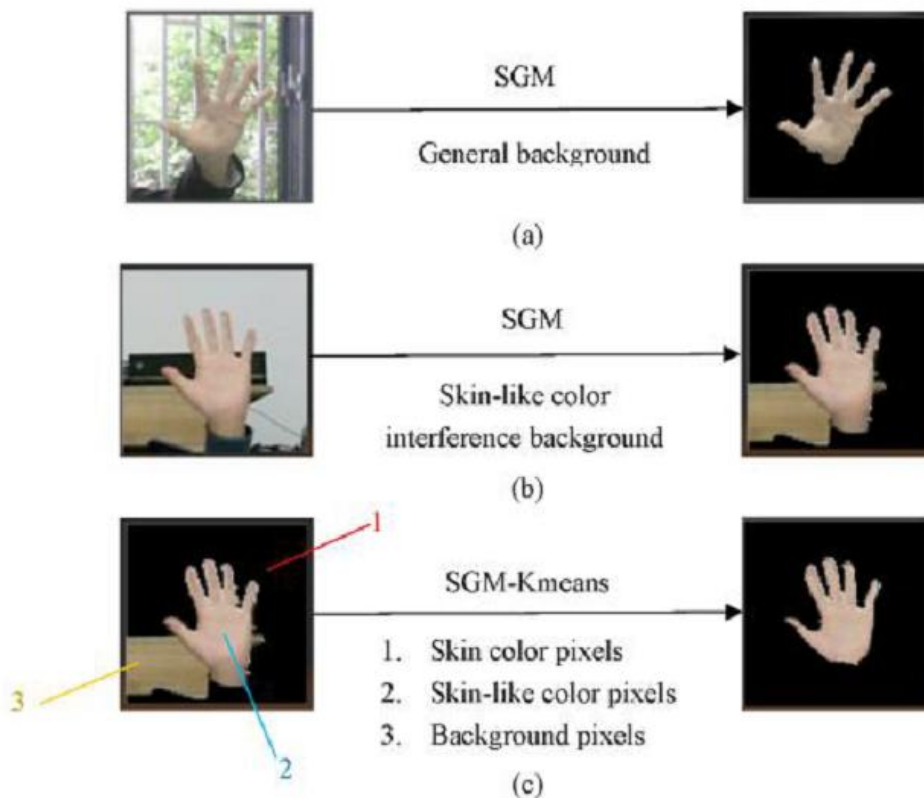 SGM
General background
(a)
SGM
Skin-like color
interference background
(b)
1
SGM-Kmeans
1. Skin color pixels
2. Skin-like color pixels
3. Background pixels
3
2
(c)